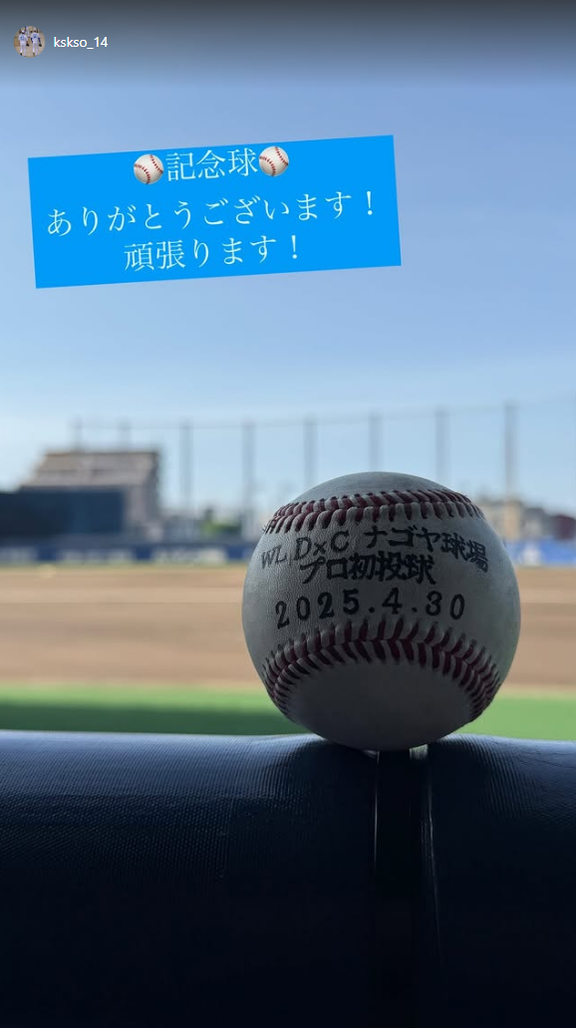 kskso_14
⚾記念球⚾
ありがとうございます！
頑張ります！
WL D×C ナゴヤ球場
プロ初投球
2025.4.30